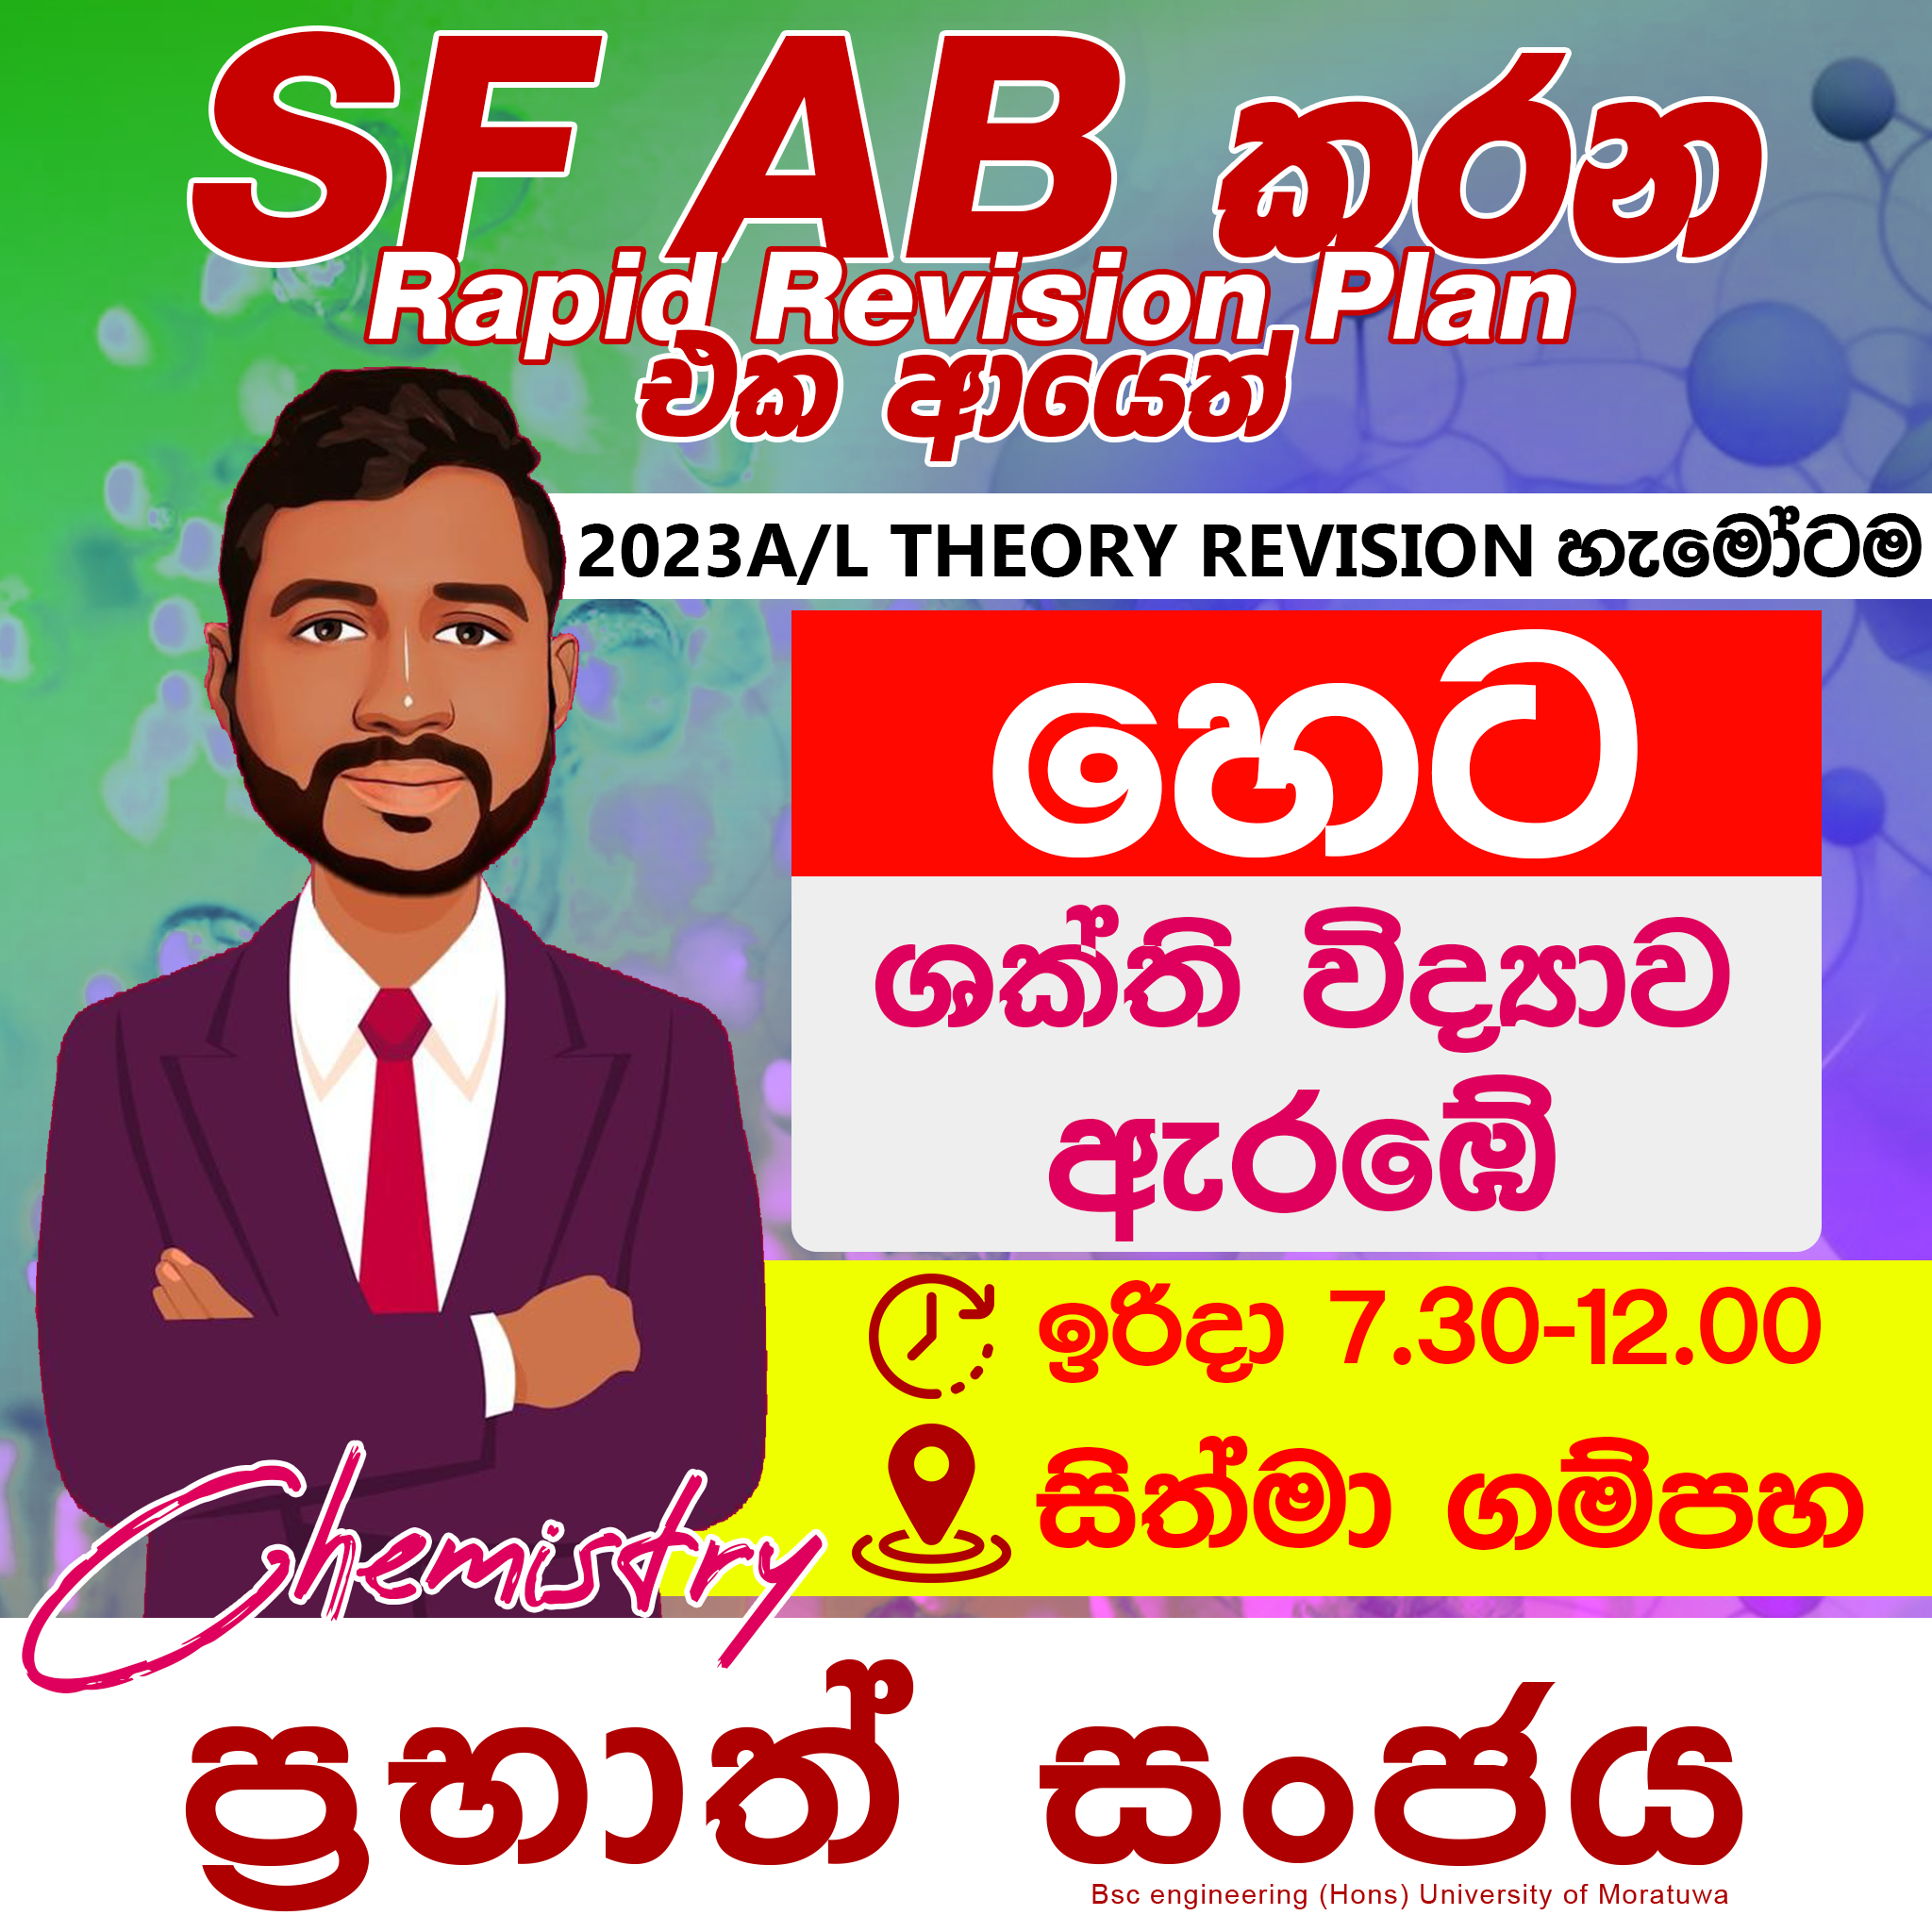 SF AB කරන
Rapid Revision Plan
එක ආයෙත්
2023A/L THEORY REVISION හැමෝටම
හෙට
ශක්ති විද්‍යාව
ඇරඹේ
ඉරිදා 7.30-12.00
සිත්මා ගම්පහ
Chemistry
ප්‍රභාත් සංජය
Bsc engineering (Hons) University of Moratuwa